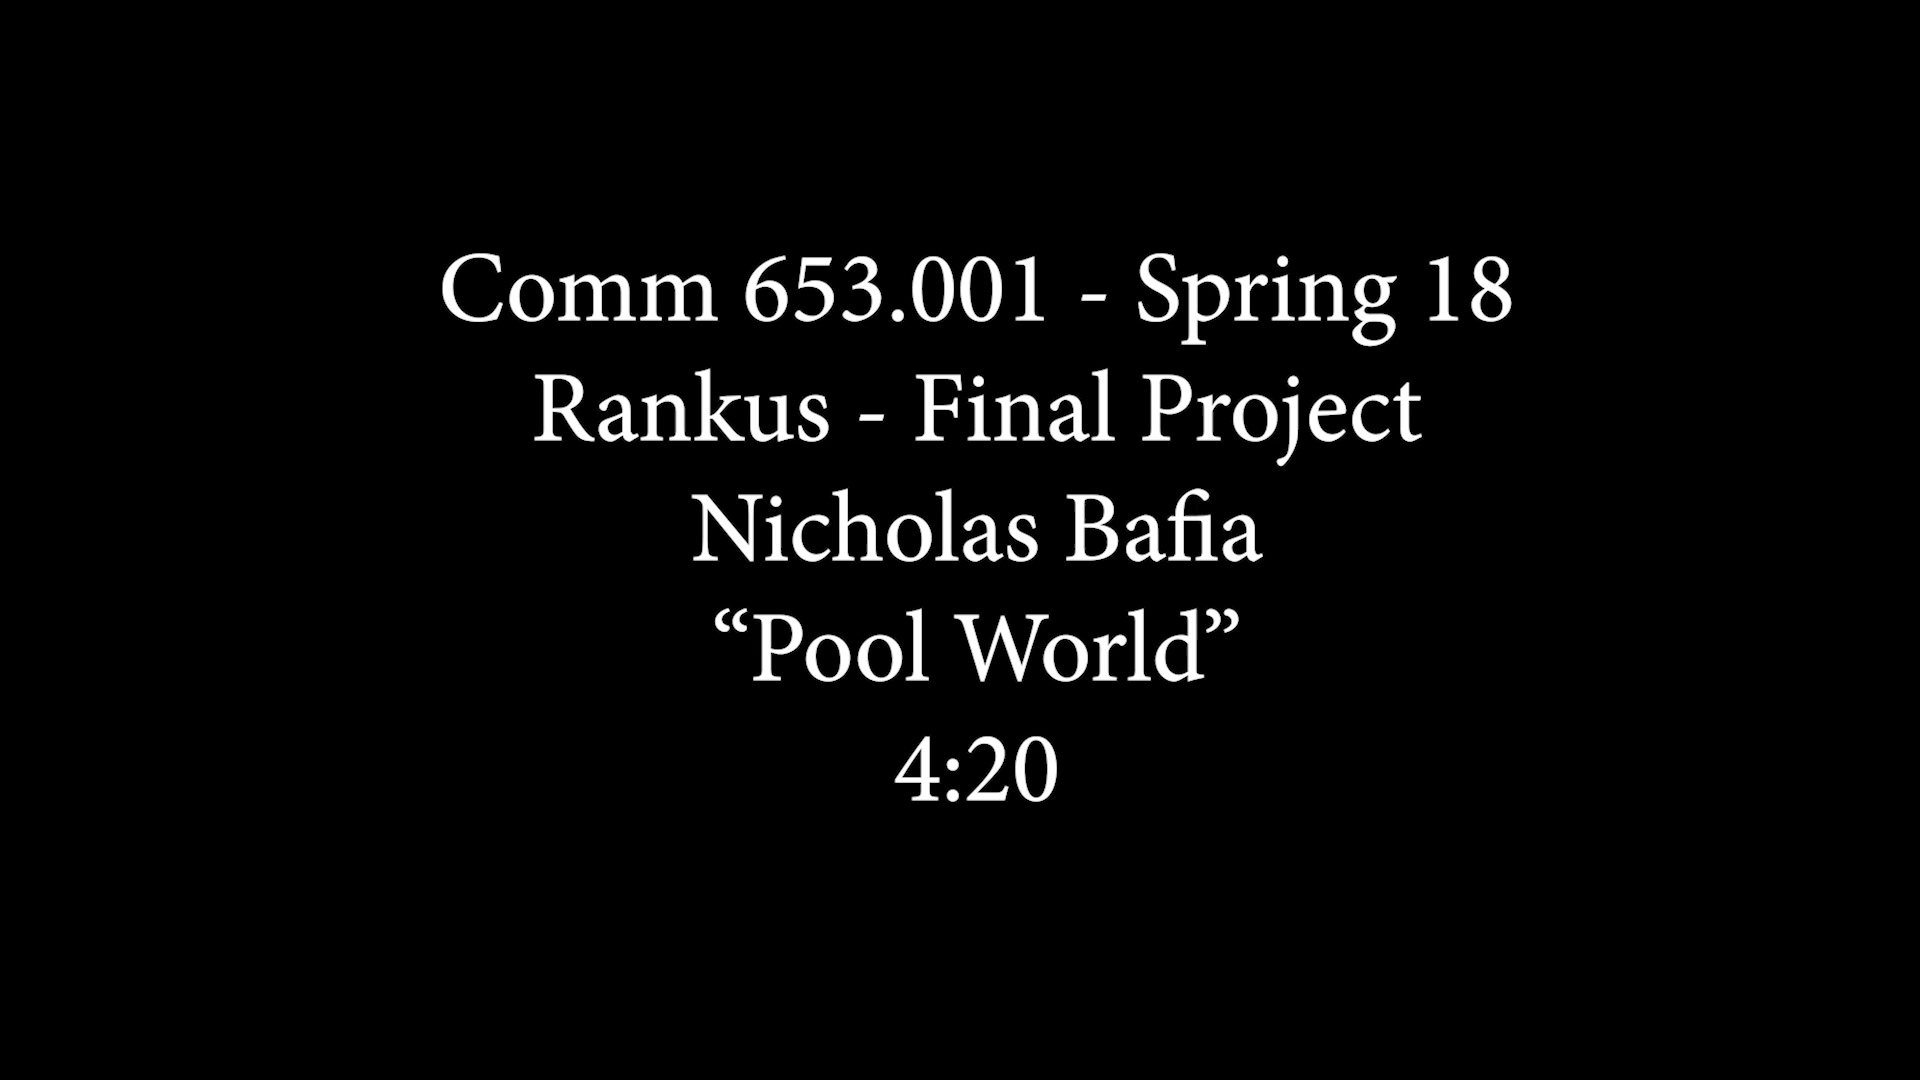 Comm 653.001 - Spring 18
Rankus - Final Project
Nicholas Bafia
“Pool World”
4:20